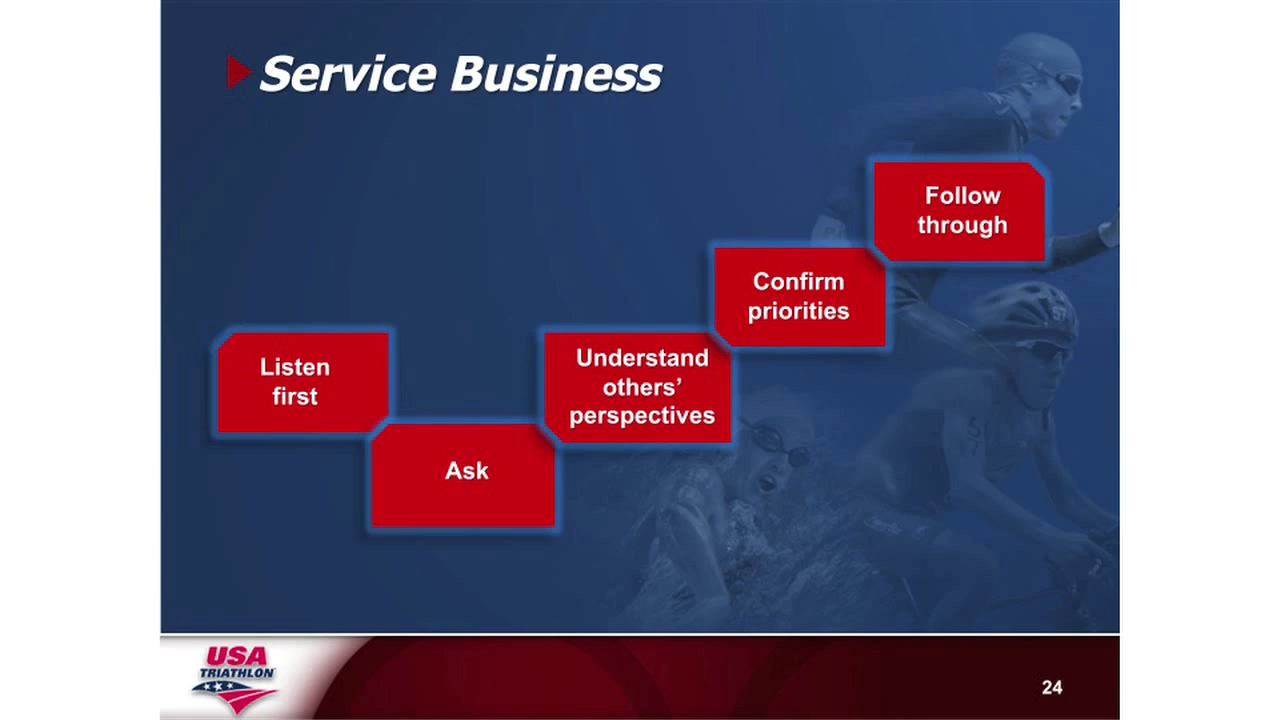 Service Business
Follow
through
Confirm
priorities
Listen
first
Understand
others’
perspectives
Ask
USA
TRIATHLON
24